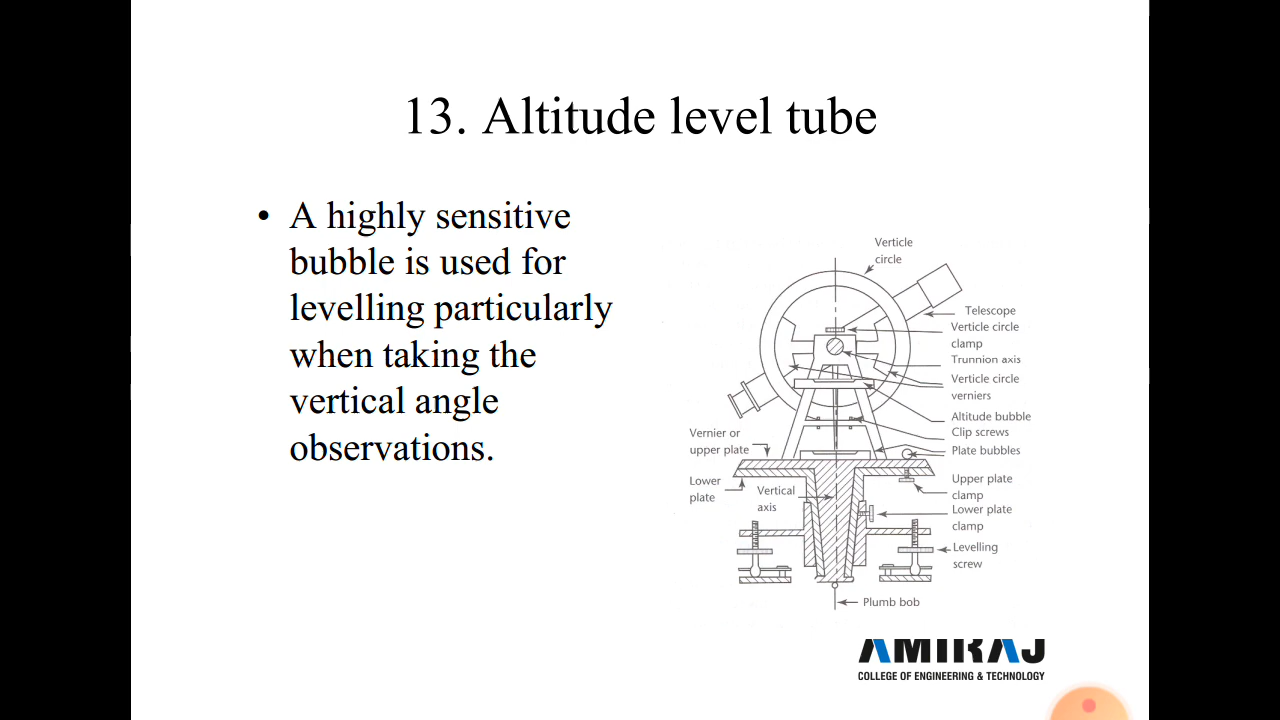 13. Altitude level tube
• A highly sensitive
bubble is used for
levelling particularly
when taking the
vertical angle
observations.
Verticle
circle
Telescope
Verticle circle
clamp
Trunnion axis
Verticle circle
verniers
Altitude bubble
Clip screws
Plate bubbles
Vernier or
upper plate
Lower
plate
Vertical
axis
Upper plate
clamp
Lower plate
clamp
Levelling
screw
Plumb bob
AMIRAJ
COLLEGE OF ENGINEERING & TECHNOLOGY